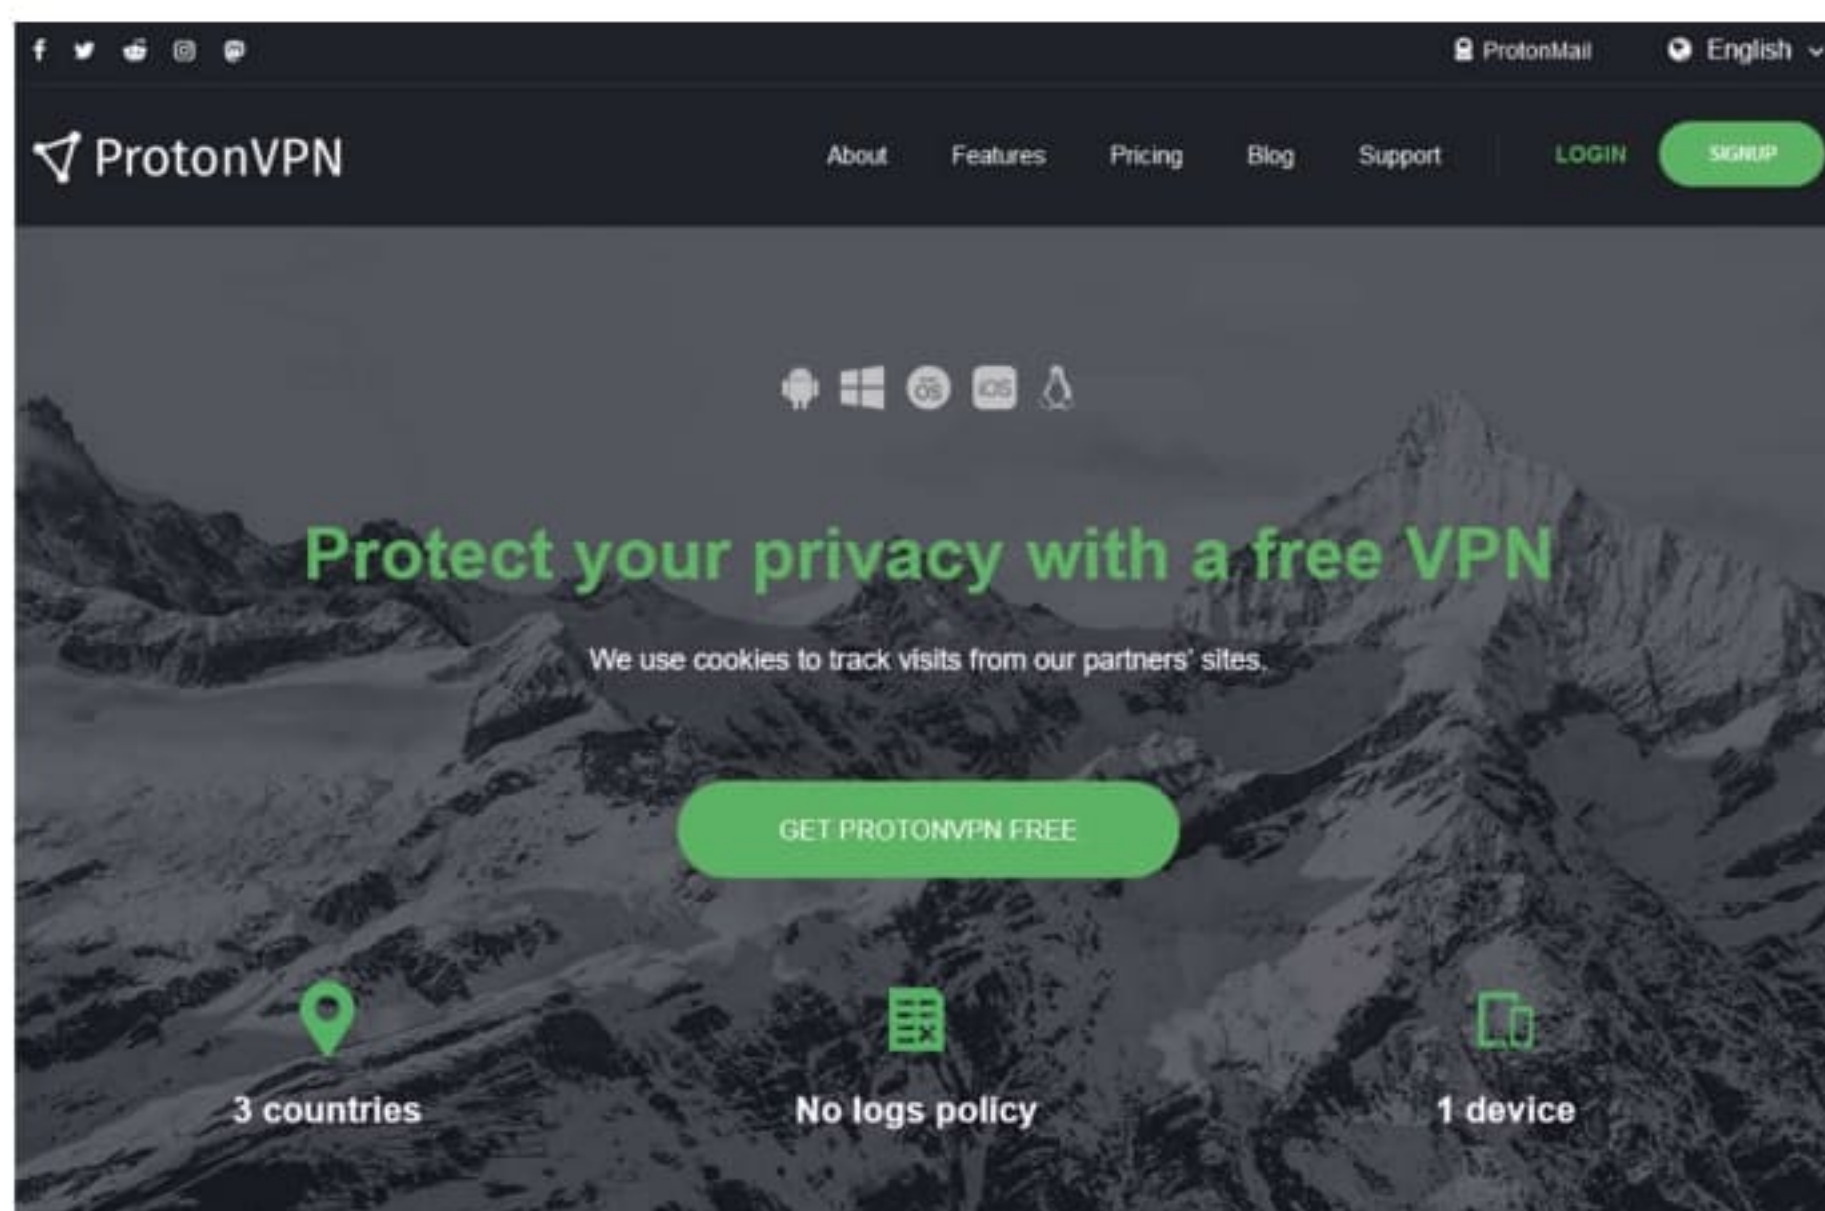 ProtonMail
English
ProtonVPN
About
Features
Pricing
Blog
Support
LOGIN
SIGNUP
iOS
Protect your privacy with a free VPN
We use cookies to track visits from our partners' sites.
GET PROTONVPN FREE
3 countries
No logs policy
1 device